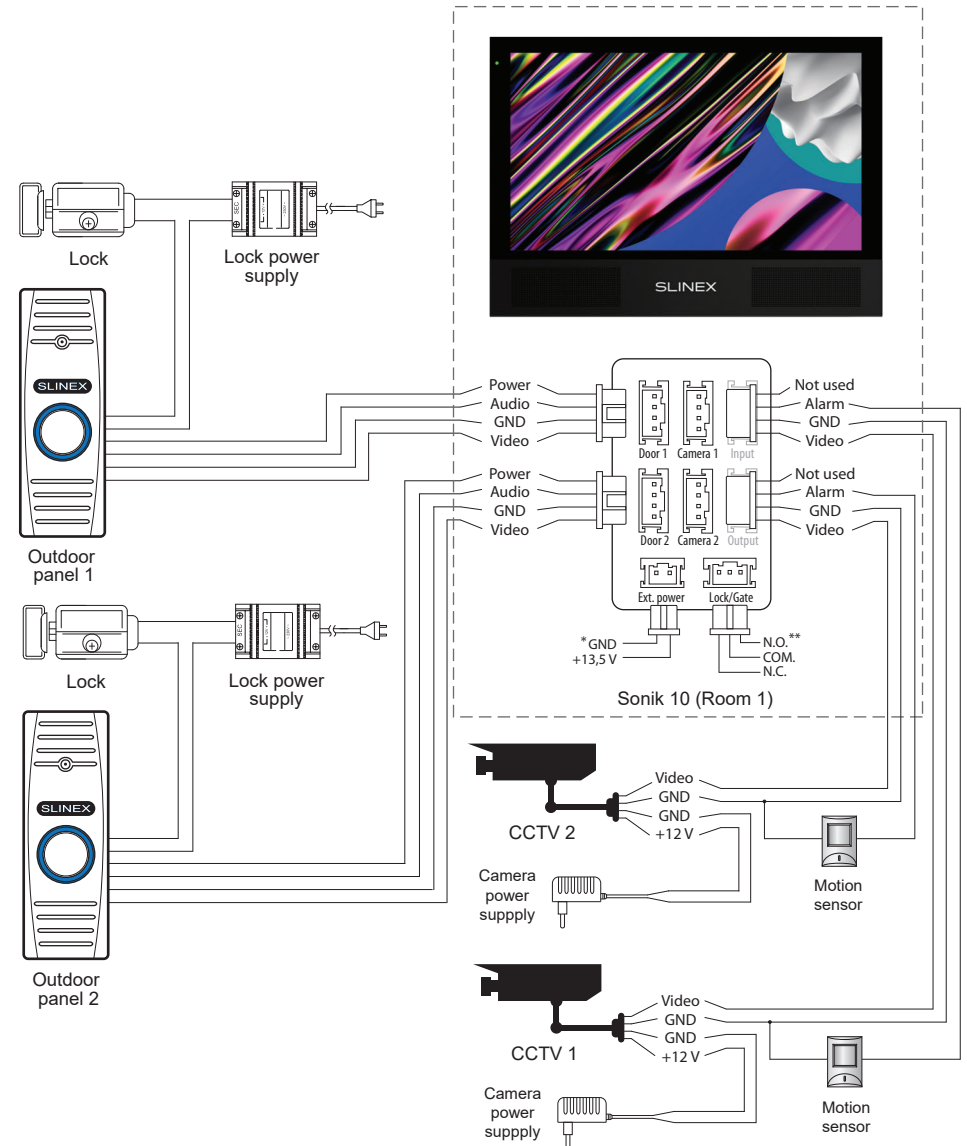 SLINEX
SEC
Lock
Lock power
supply
SLINEX
Outdoor
panel 1
Power
Audio
GND
Video
Power
Audio
GND
Video
Door 1
Camera 1
Input
Door 2
Camera 2
Output
Ext. power
Lock/Gate
Not used
Alarm
GND
Video
Not used
Alarm
GND
Video
*GND
+13,5 V
N.O.**
COM.
N.C.
Sonik 10 (Room 1)
SEC
Lock
Lock power
supply
SLINEX
Outdoor
panel 2
Video
GND
GND
+12 V
CCTV 2
Camera
power
suppply
Motion
sensor
Video
GND
GND
+12 V
CCTV 1
Camera
power
suppply
Motion
sensor